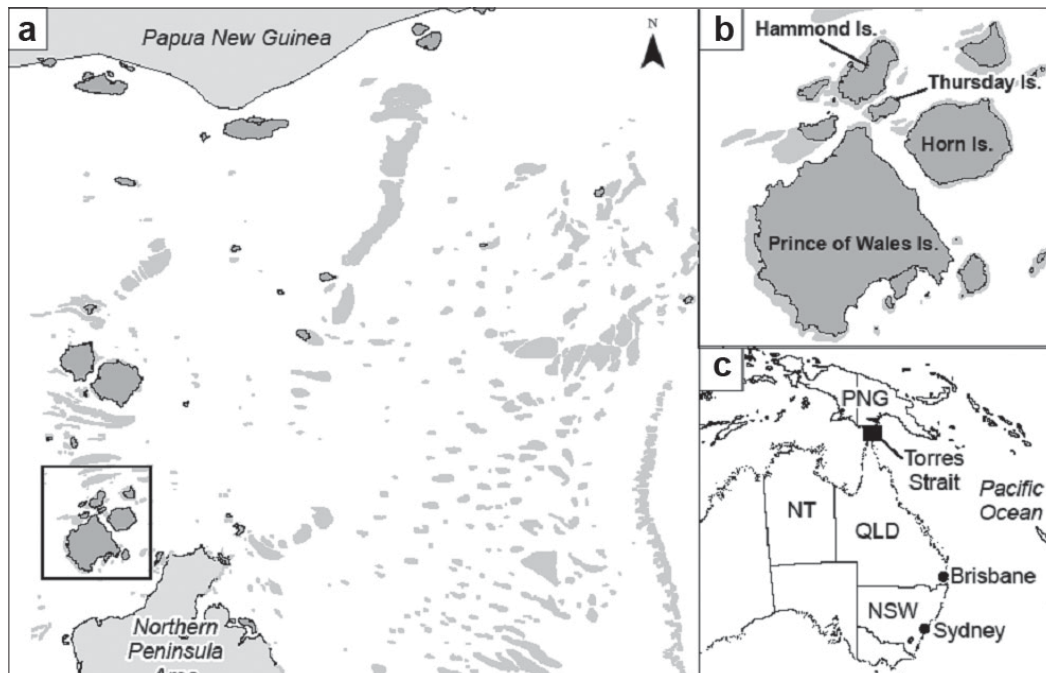 a
Papua New Guinea
N
Northern
Peninsula
Area
b
Hammond Is.
Thursday Is.
Horn Is.
Prince of Wales Is.
c
PNG
Torres
Strait
Pacific
Ocean
NT
QLD
Brisbane
NSW
Sydney